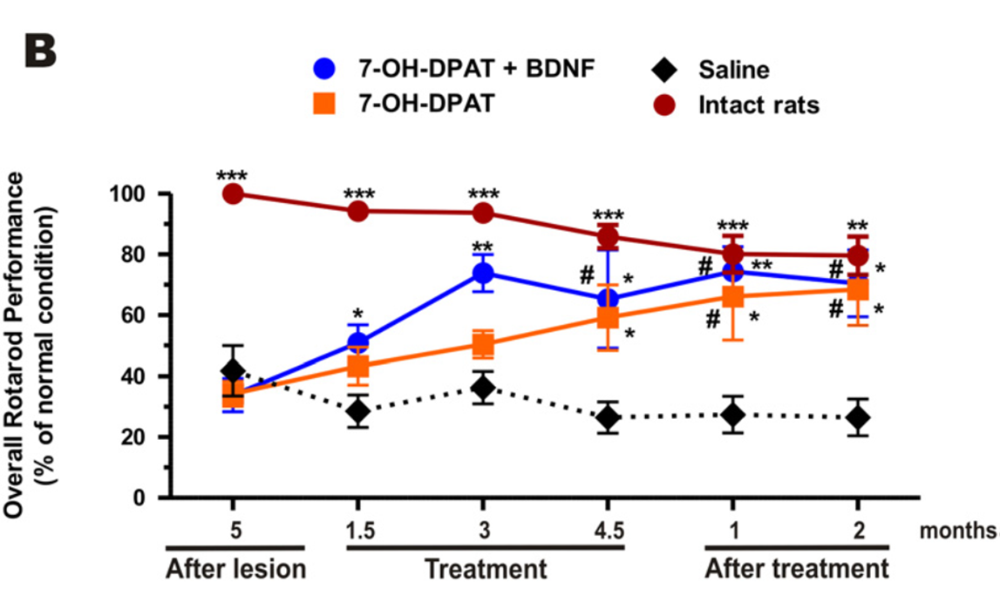 B
7-OH-DPAT + BDNF
Saline
7-OH-DPAT
Intact rats
Overall Rotarod Performance
(% of normal condition)
100
80
60
40
20
0
***
***
***
***
***
**
**
*
#
*
*
#
**
#
*
#
*
#
*
5
1.5
3
4.5
1
2
months
After lesion
Treatment
After treatment